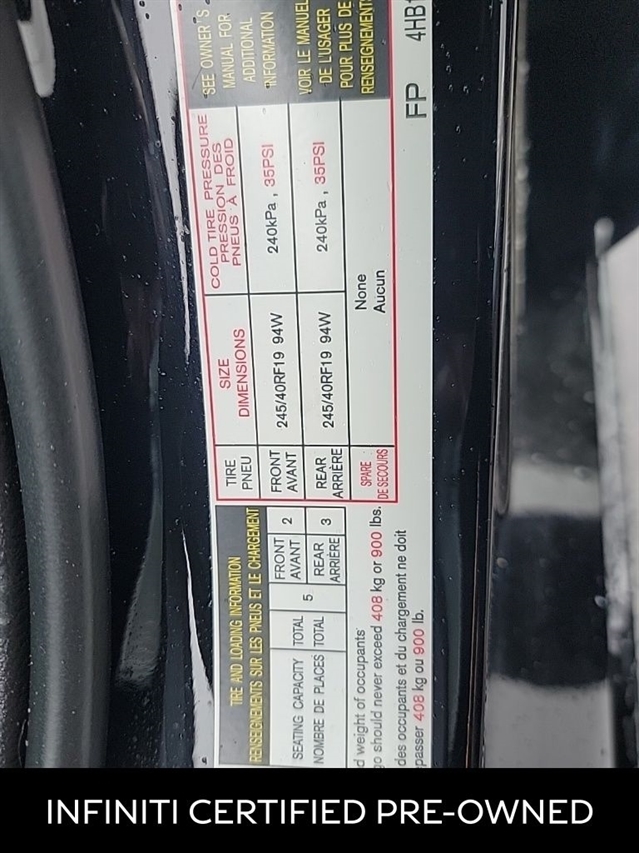 TIRE AND LOADING INFORMATION
RENSEIGNEMENTS SUR LES PNEUS ET LE CHARGEMENT
SEATING CAPACITY
NOMBRE DE PLACES
TOTAL
TOTAL
5
FRONT
AVANT
2
REAR
ARRIÈRE
3
d weight of occupants
go should never exceed 408 kg or 900 lbs.
des occupants et du chargement ne doit
passer 408 kg ou 900 lb.
TIRE
PNEU
SIZE
DIMENSIONS
COLD TIRE PRESSURE
PRESSION DES
PNEUS À FROID
FRONT
AVANT
245/40RF19 94W
240kPa , 35PSI
REAR
ARRIÈRE
245/40RF19 94W
240kPa , 35PSI
SPARE
DE SECOURS
None
Aucun
SEE OWNER'S
MANUAL FOR
ADDITIONAL
INFORMATION
VOIR LE MANUEL
DE L'USAGER
POUR PLUS DE
RENSEIGNEMENTS
FP 4HB1
INFINITI CERTIFIED PRE-OWNED